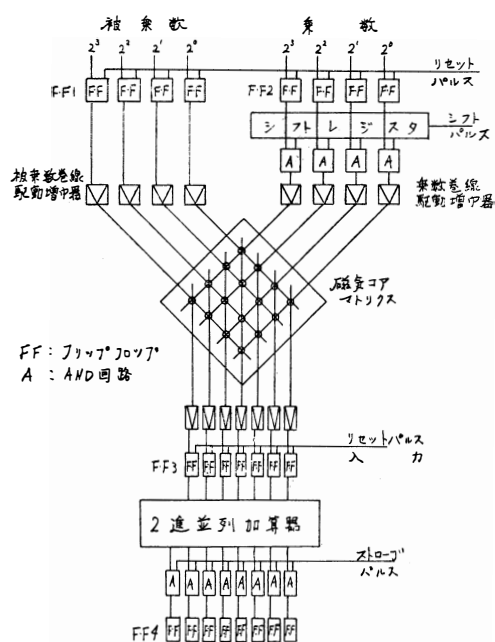 被乗数 乗数
2³ 2² 2¹ 2⁰ 2³ 2² 2¹ 2⁰
リセット
パルス
F·F1 FF F·F F·F FF F·F2 FF FF FF FF
シフトレジスタ
シフト
パルス
A A A A
被乗数巻線
駆動増巾器
乗数巻線
駆動増巾器
磁気コア
マトリクス
FF:フリップフロップ
A:AND回路
リセットパルス
入力
F·F3 FF FF FF FF FF FF FF
2進並列加算器
ストローブ
パルス
A A A A A A A A
F·F4 FF FF FF FF FF FF FF FF